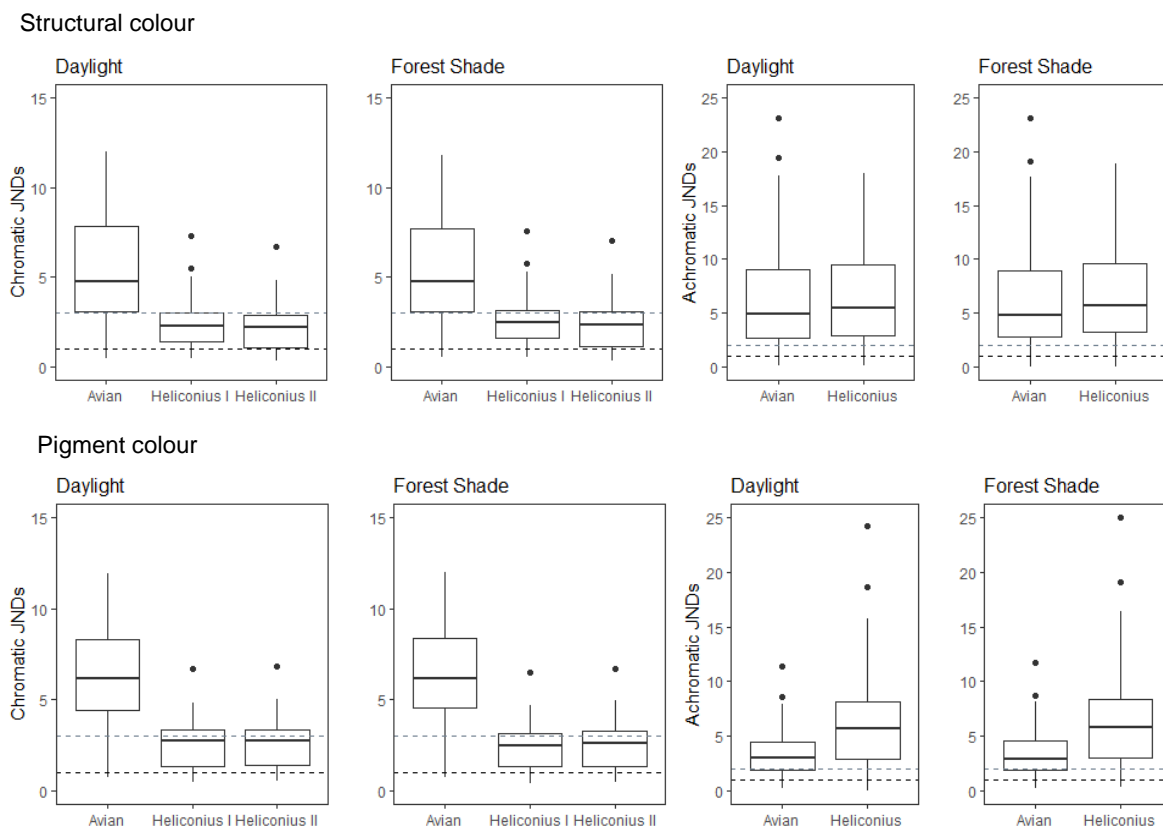 Structural colour
Daylight
Forest Shade
Daylight
Forest Shade
Chromatic JNDs
15
10
5
0
Avian Heliconius I Heliconius II
15
10
5
0
Avian Heliconius I Heliconius II
Achromatic JNDs
25
20
15
10
5
0
Avian Heliconius
25
20
15
10
5
0
Avian Heliconius
Pigment colour
Daylight
Forest Shade
Daylight
Forest Shade
Chromatic JNDs
15
10
5
0
Avian Heliconius I Heliconius II
15
10
5
0
Avian Heliconius I Heliconius II
Achromatic JNDs
25
20
15
10
5
0
Avian Heliconius
25
20
15
10
5
0
Avian Heliconius